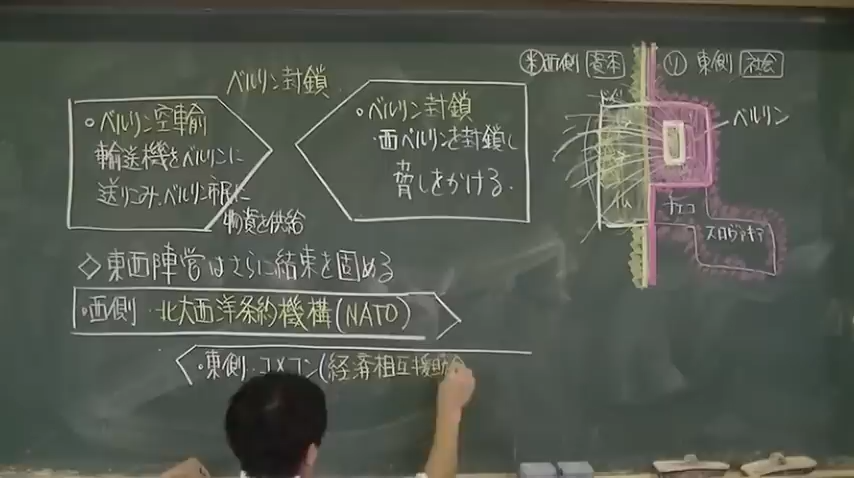 ベルリン封鎖
・ベルリン空輸
輸送機をベルリンに
送りこみ、ベルリン市民に
物資を供給
・ベルリン封鎖
・西ベルリンを封鎖し
脅しをかける.
◇東西陣営はさらに結束を固める
・西側…北大西洋条約機構(NATO)
・東側…コメコン(経済相互援助
米西側 資本
ソ 東側 社会
ベルリン
チェコ
スロヴァキア